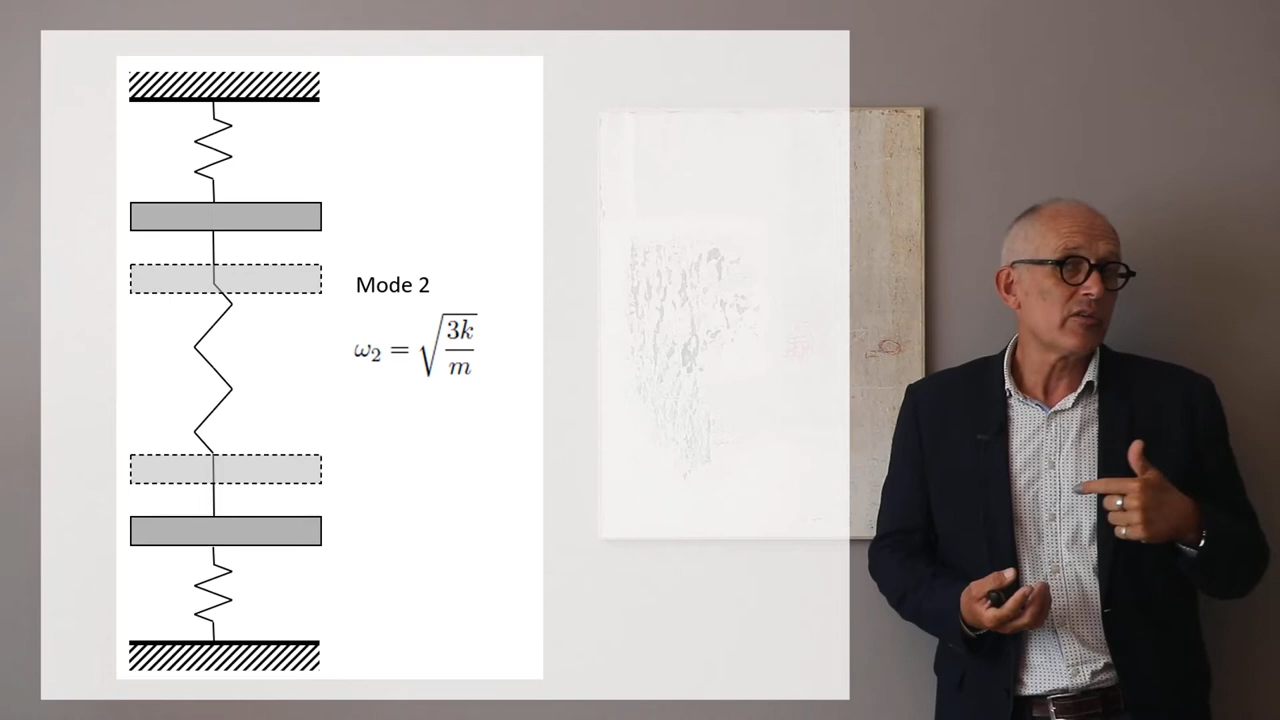 Mode 2
ω₂ = √(3k/m)